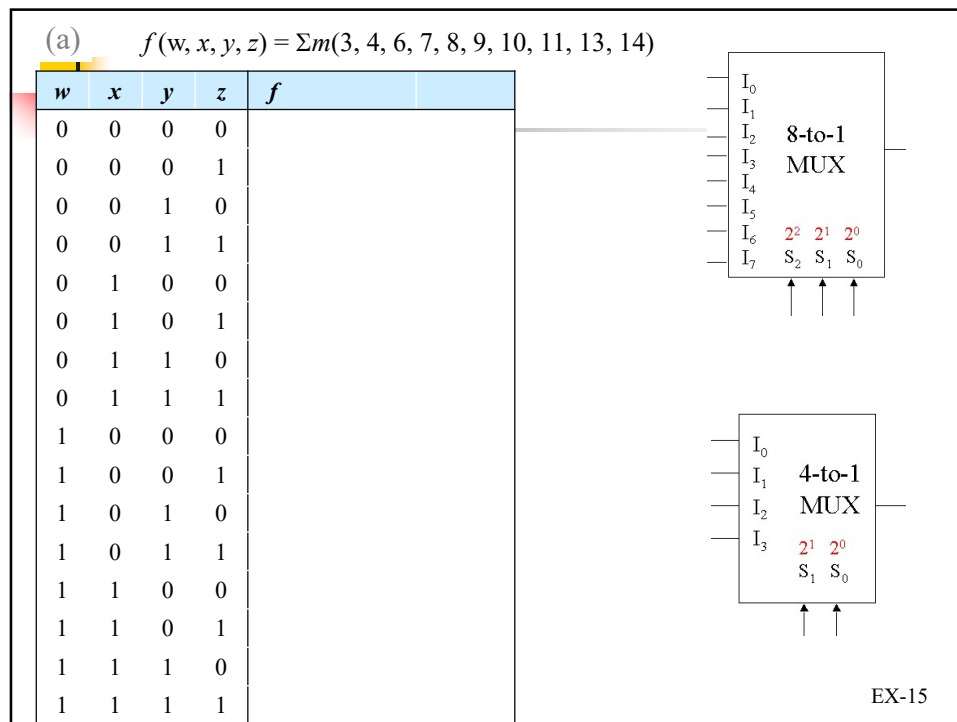 (a) f (w, x, y, z) = Σm(3, 4, 6, 7, 8, 9, 10, 11, 13, 14)
w x y z f
0 0 0 0
0 0 0 1
0 0 1 0
0 0 1 1
0 1 0 0
0 1 0 1
0 1 1 0
0 1 1 1
1 0 0 0
1 0 0 1
1 0 1 0
1 0 1 1
1 1 0 0
1 1 0 1
1 1 1 0
1 1 1 1
I₀
I₁
I₂
I₃
I₄
I₅
I₆
I₇
8-to-1
MUX
2² 2¹ 2⁰
S₂ S₁ S₀
I₀
I₁
I₂
I₃
4-to-1
MUX
2¹ 2⁰
S₁ S₀
EX-15